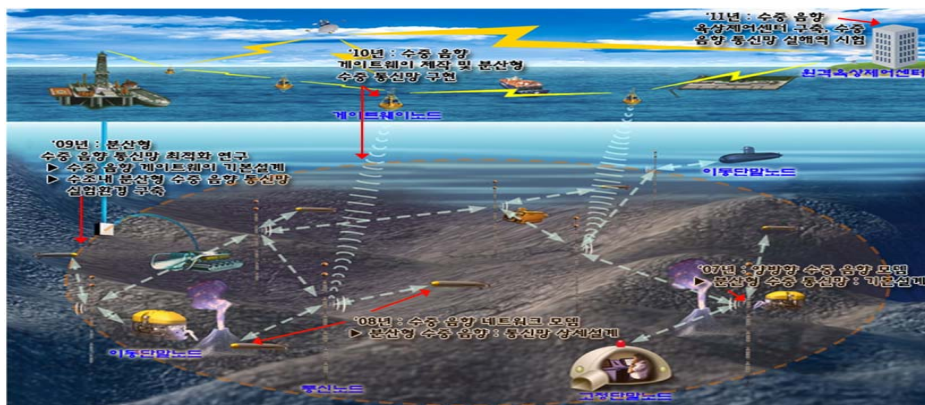 '11년 : 수중 음향
육상제어센터 구축, 수중
음향 통신망 실해역 시험
원격육상제어센터
'10년 : 수중 음향
게이트웨이 제작 및 분산형
수중 통신망 구현
게이트웨이노드
'09년 : 분산형
수중 음향 통신망 최적화 연구
▶ 수중 음향 게이트웨이 기본설계
▶ 수조내 분산형 수중 음향 통신망
실험환경 구축
이동단말노드
'07년 : 양방향 수중 음향 모뎀
▶ 분산형 수중 통신망 : 기본설계
'08년 : 수중 음향 네트워크 모뎀
▶ 분산형 수중 음향 : 통신망 상세설계
이동단말노드
통신노드
고정단말노드